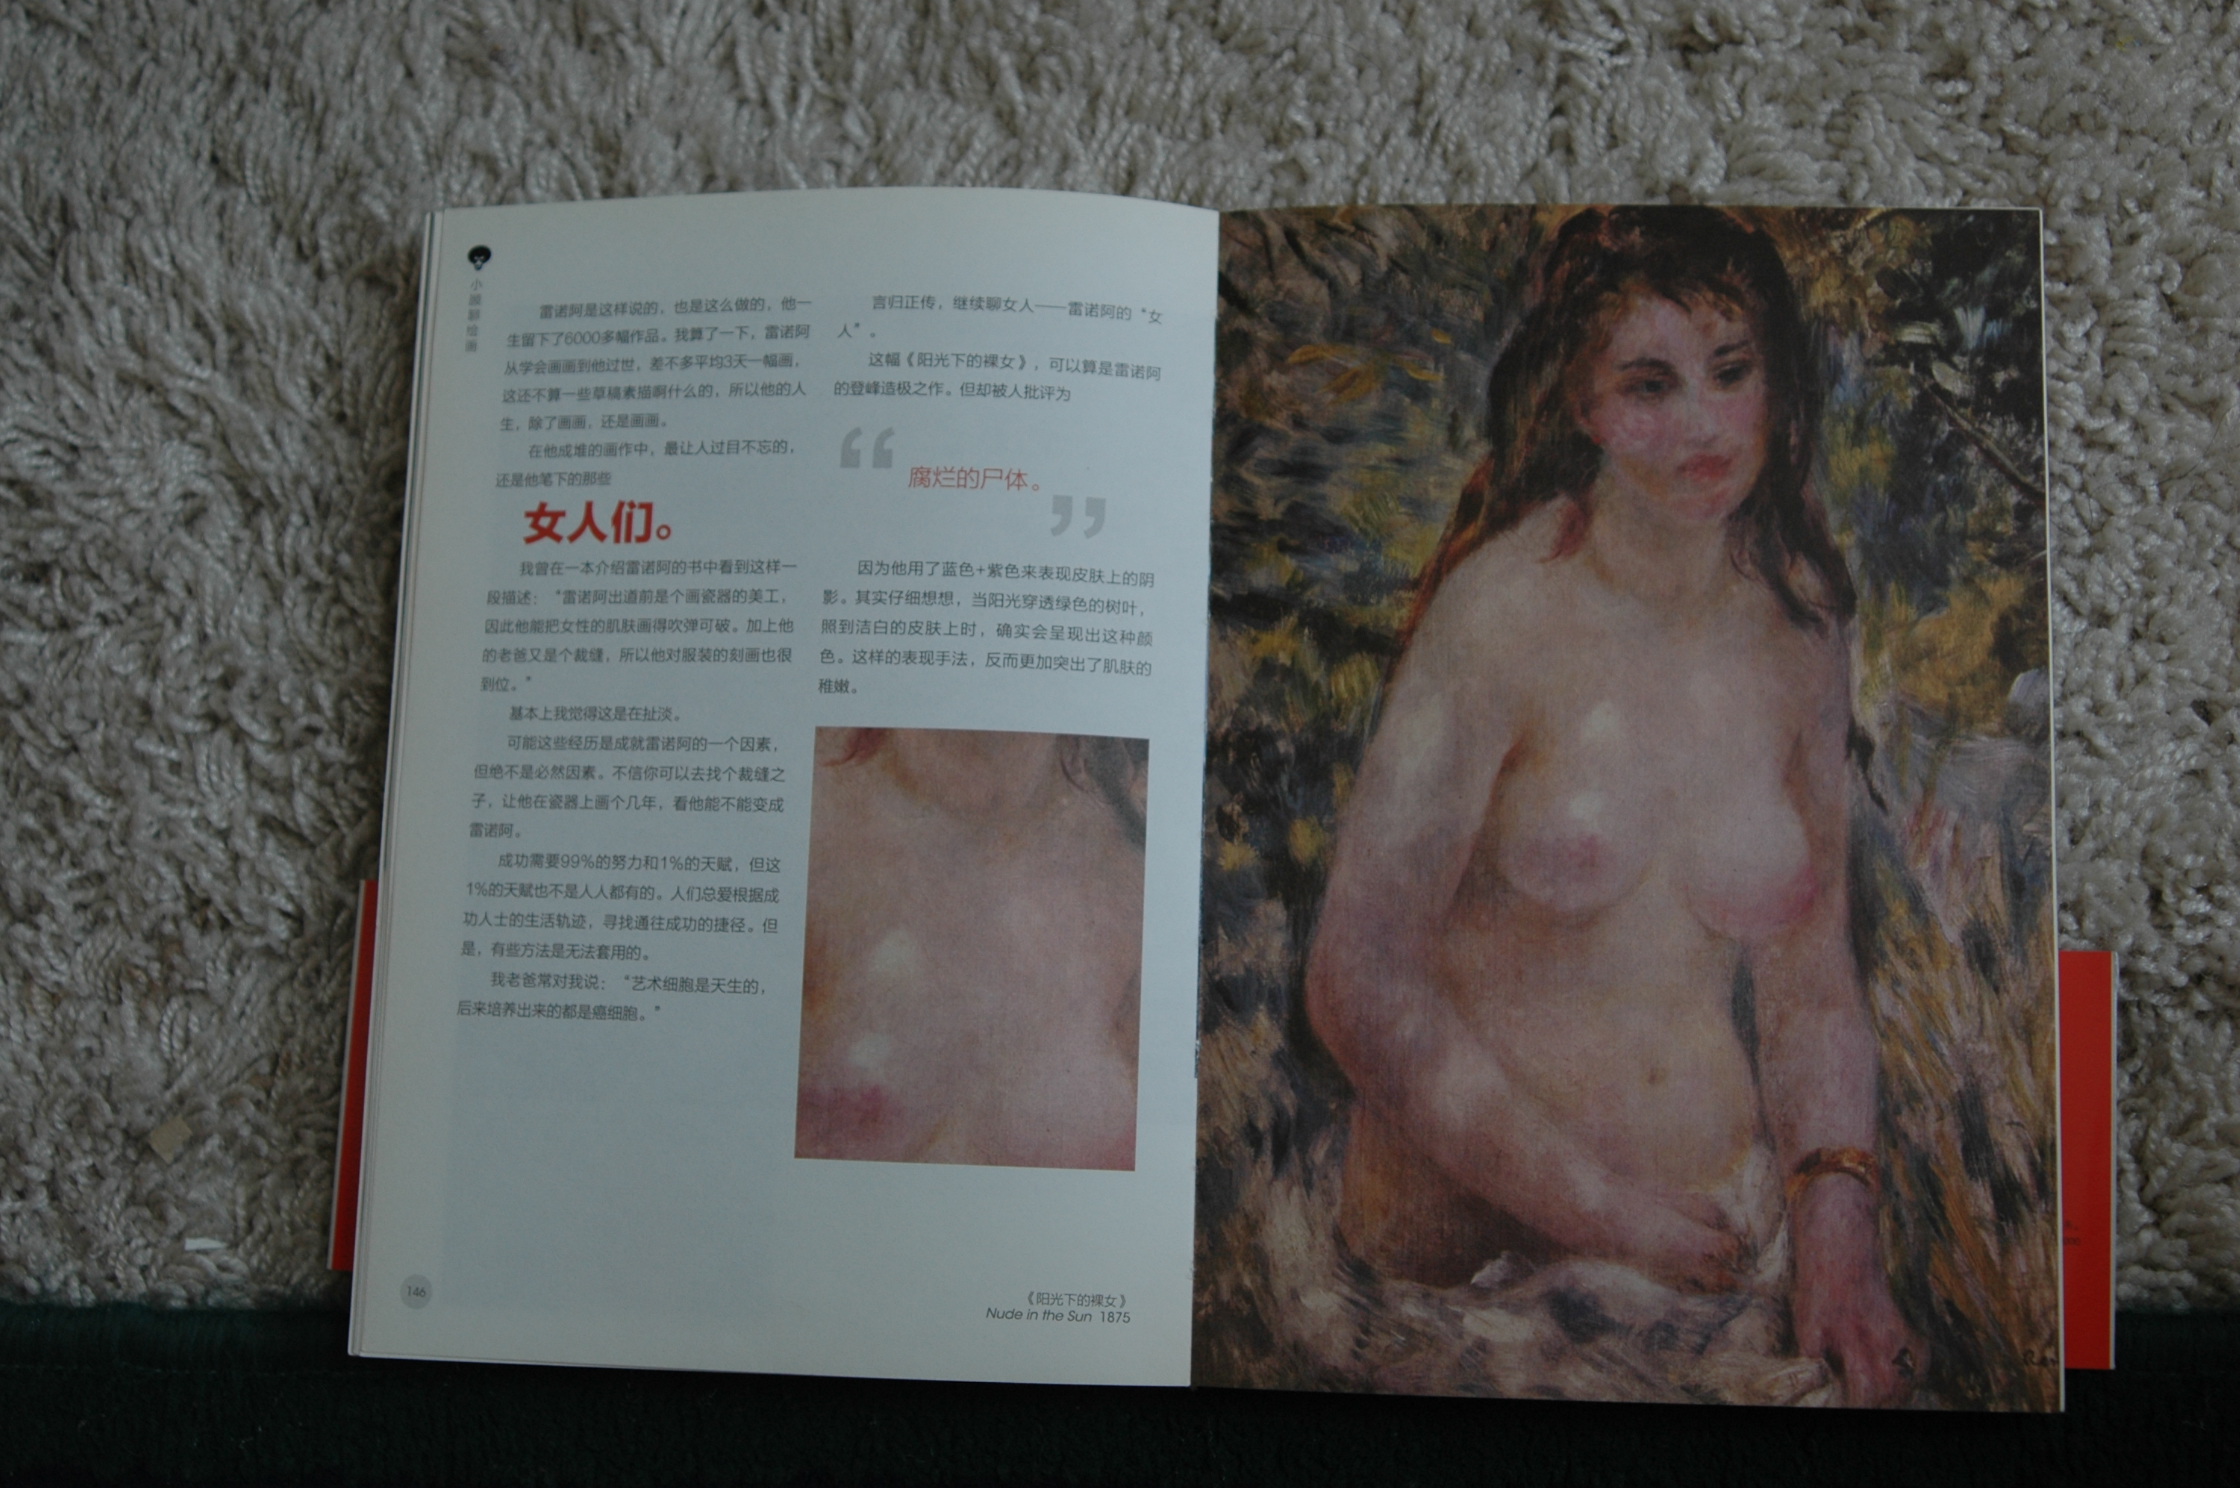 小顾聊绘画
雷诺阿是这样说的，也是这么做的，他一
生留下了6000多幅作品。我算了一下，雷诺阿
从学会画画到他过世，差不多平均3天一幅画，
这还不算一些草稿素描啊什么的，所以他的人
生，除了画画，还是画画。
在他成堆的画作中，最让人过目不忘的，
还是他笔下的那些
女人们。
我曾在一本介绍雷诺阿的书中看到这样一
段描述：“雷诺阿出道前是个画瓷器的美工，
因此他能把女性的肌肤画得吹弹可破。加上他
的老爸又是个裁缝，所以他对服装的刻画也很
到位。”
基本上我觉得这是在扯淡。
可能这些经历是成就雷诺阿的一个因素，
但绝不是必然因素。不信你可以去找个裁缝之
子，让他在瓷器上画个几年，看他能不能变成
雷诺阿。
成功需要99%的努力和1%的天赋，但这
1%的天赋也不是人人都有的。人们总爱根据成
功人士的生活轨迹，寻找通往成功的捷径。但
是，有些方法是无法套用的。
我老爸常对我说：“艺术细胞是天生的，
后来培养出来的都是癌细胞。”
146
言归正传，继续聊女人——雷诺阿的“女
人”。
这幅《阳光下的裸女》，可以算是雷诺阿
的登峰造极之作。但却被人批评为
“
腐烂的尸体。
”
因为他用了蓝色+紫色来表现皮肤上的阴
影。其实仔细想想，当阳光穿透绿色的树叶，
照到洁白的皮肤上时，确实会呈现出这种颜
色。这样的表现手法，反而更加突出了肌肤的
稚嫩。
《阳光下的裸女》
Nude in the Sun 1875